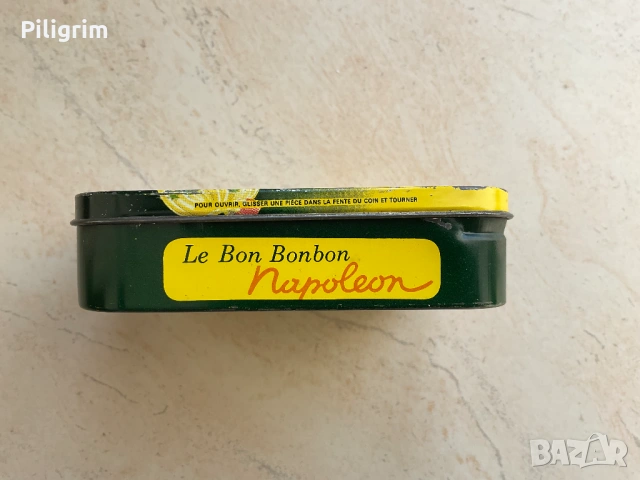 Piligrim
POUR OUVRIR, GLISSER UNE PIÈCE DANS LA FENTE DU COIN ET TOURNER
Le Bon Bonbon
Napoleon
BAZAR